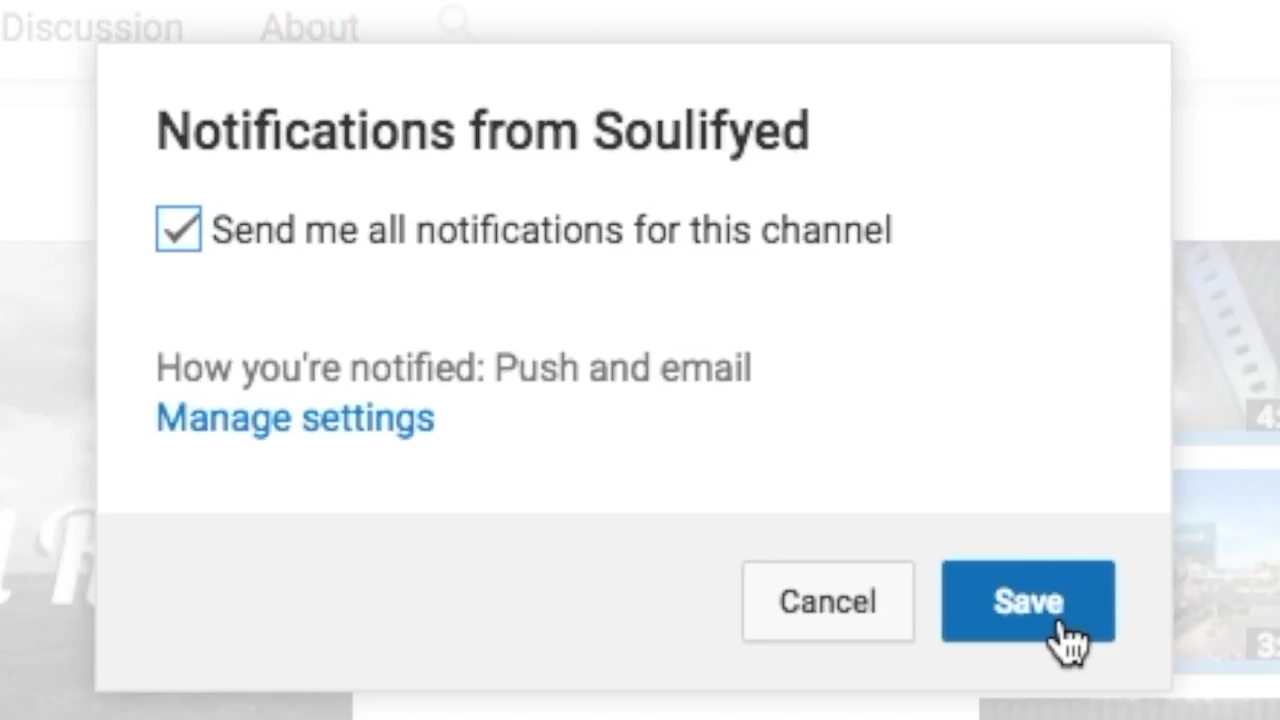 Discussion About
Notifications from Soulifyed
Send me all notifications for this channel
How you're notified: Push and email
Manage settings
Cancel Save